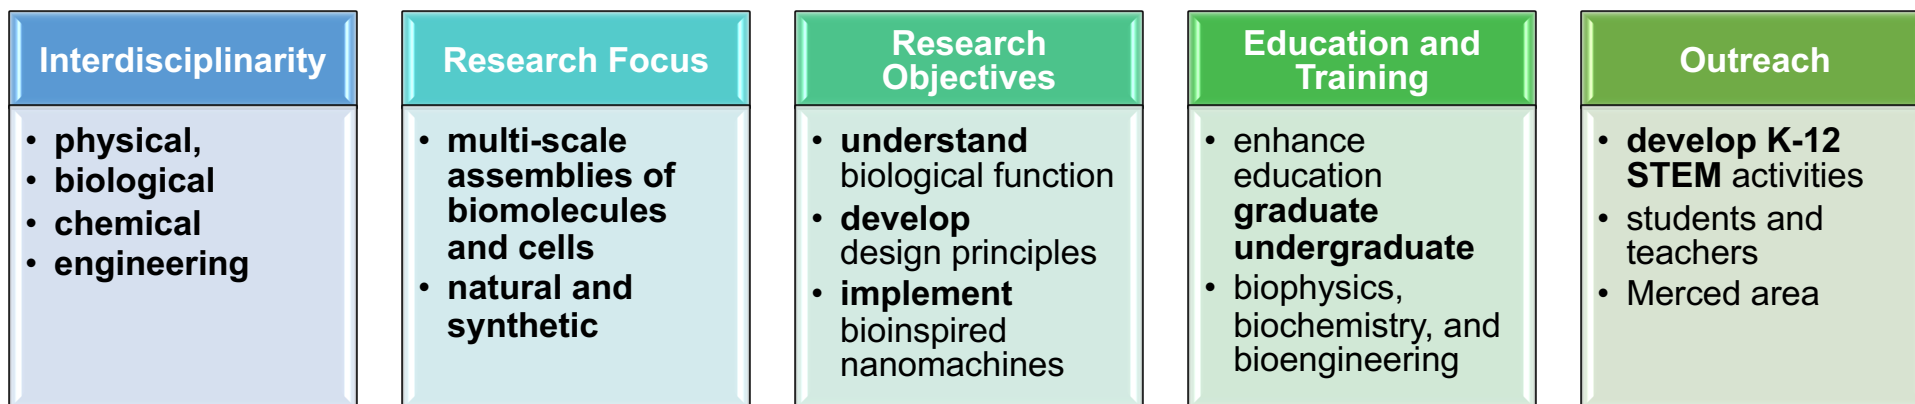 Interdisciplinarity
• physical,
• biological
• chemical
• engineering
Research Focus
• multi-scale
assemblies of
biomolecules
and cells
• natural and
synthetic
Research
Objectives
• understand
biological function
• develop
design principles
• implement
bioinspired
nanomachines
Education and
Training
• enhance
education
graduate
undergraduate
• biophysics,
biochemistry, and
bioengineering
Outreach
• develop K-12
STEM activities
• students and
teachers
• Merced area